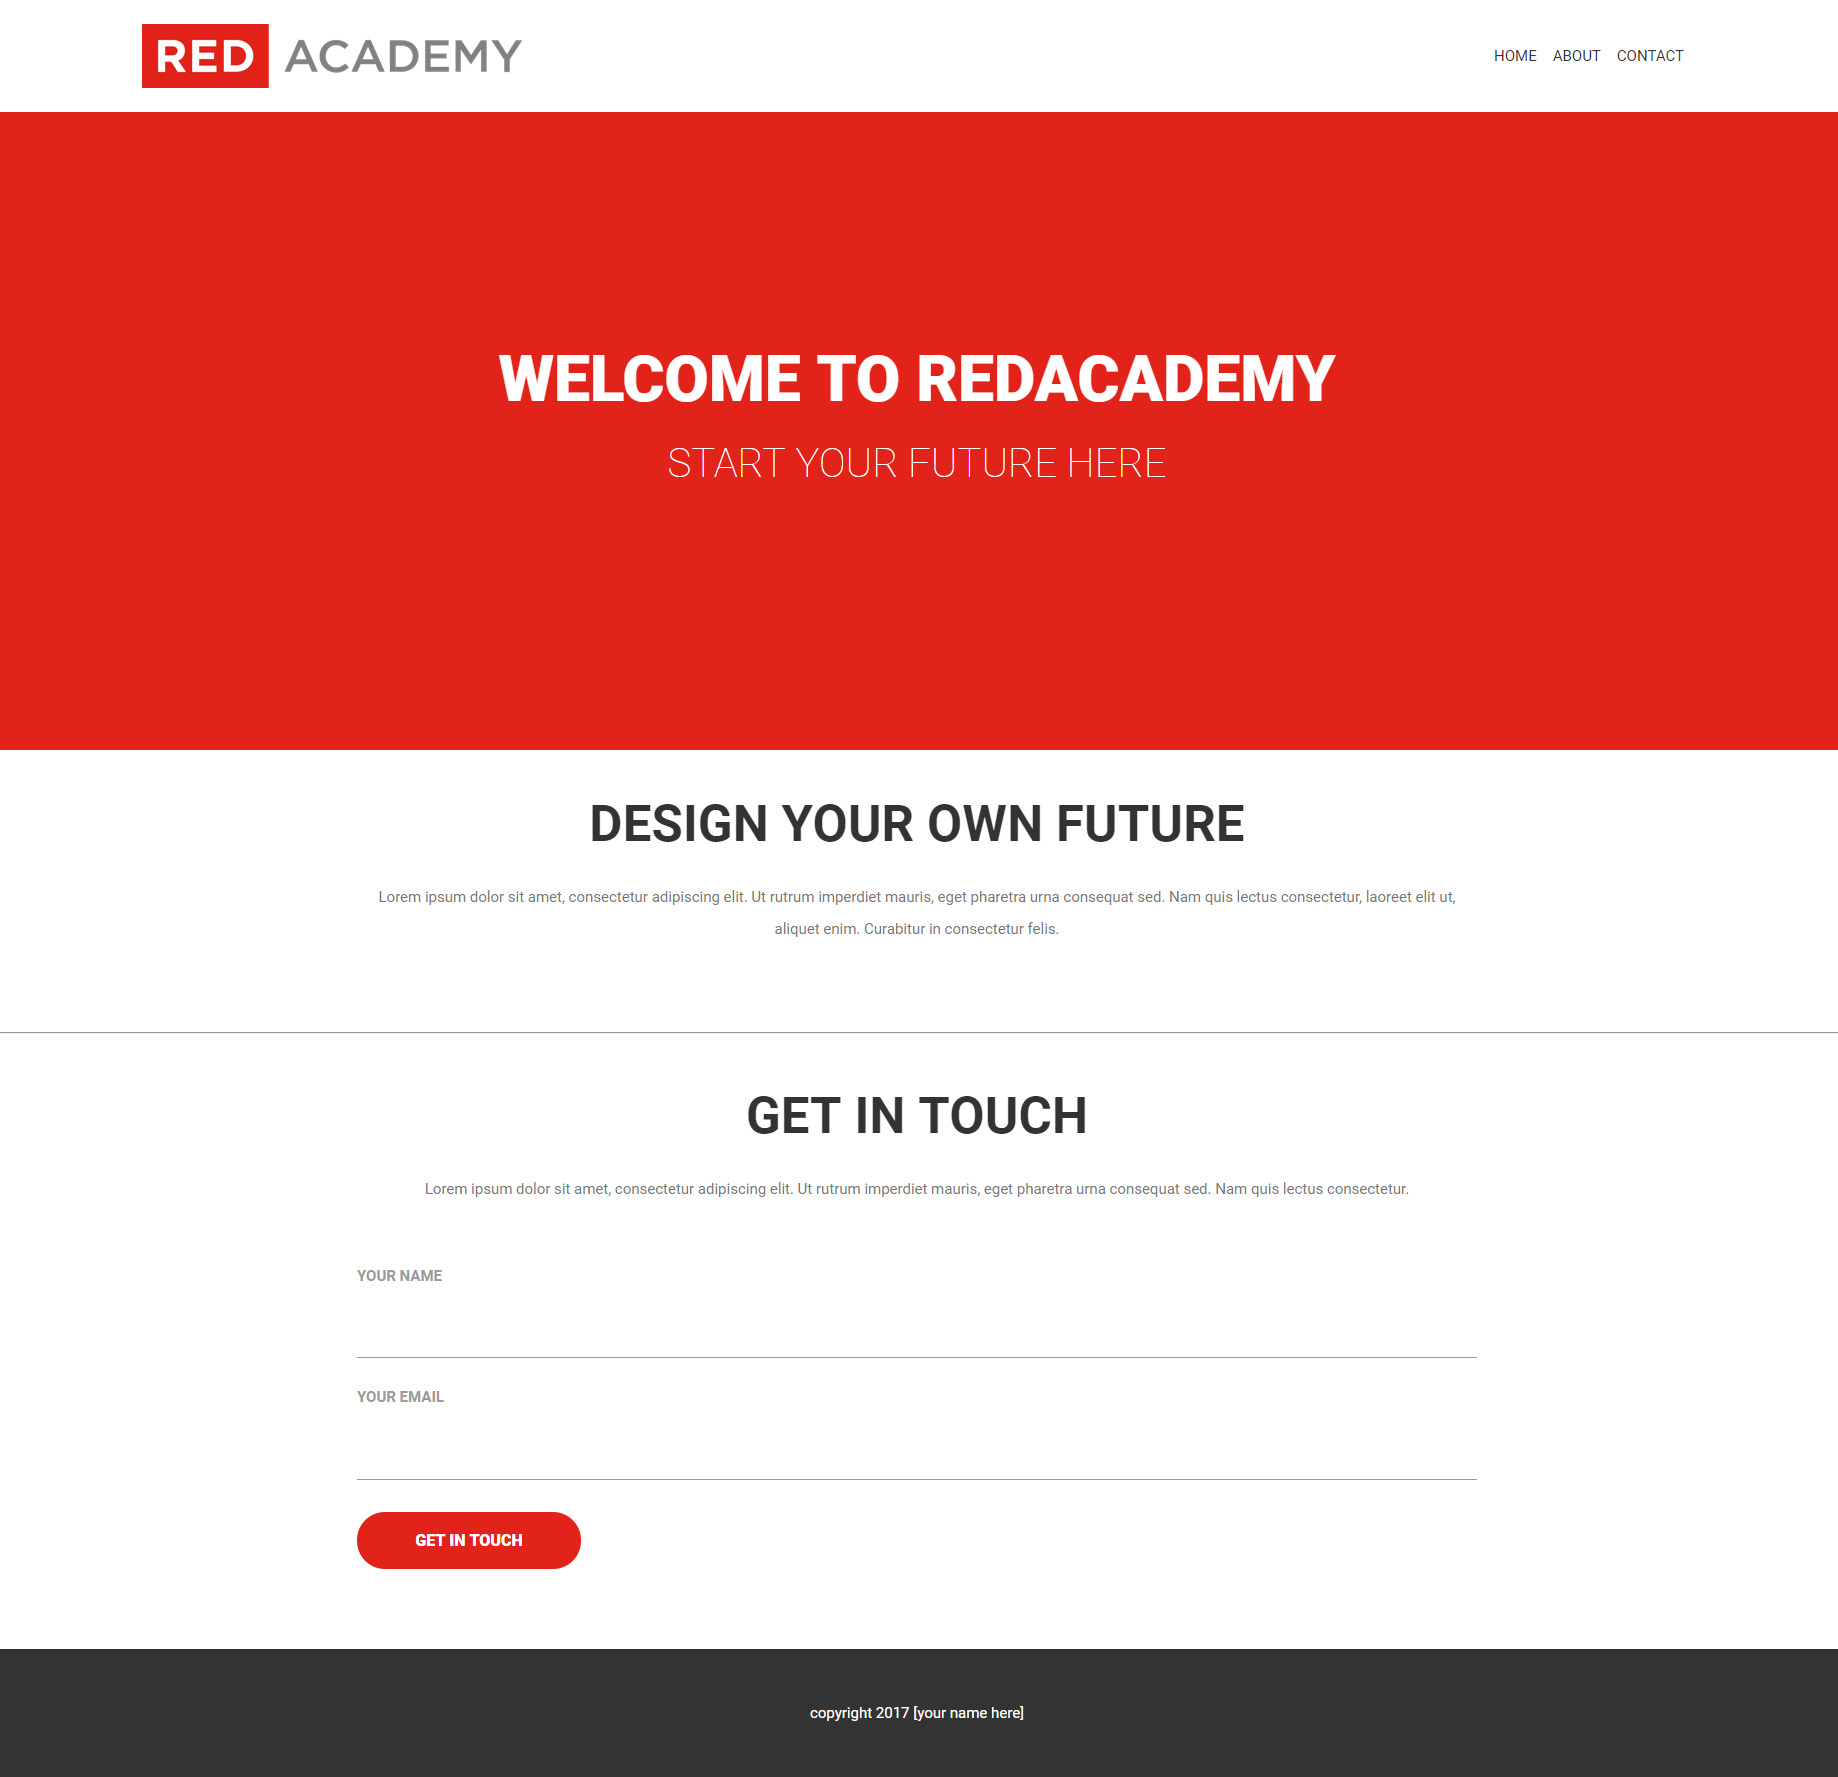 RED ACADEMY
HOME ABOUT CONTACT
WELCOME TO REDACADEMY
START YOUR FUTURE HERE
DESIGN YOUR OWN FUTURE
Lorem ipsum dolor sit amet, consectetur adipiscing elit. Ut rutrum imperdiet mauris, eget pharetra urna consequat sed. Nam quis lectus consectetur, laoreet elit ut,
aliquet enim. Curabitur in consectetur felis.
GET IN TOUCH
Lorem ipsum dolor sit amet, consectetur adipiscing elit. Ut rutrum imperdiet mauris, eget pharetra urna consequat sed. Nam quis lectus consectetur.
YOUR NAME
YOUR EMAIL
GET IN TOUCH
copyright 2017 [your name here]